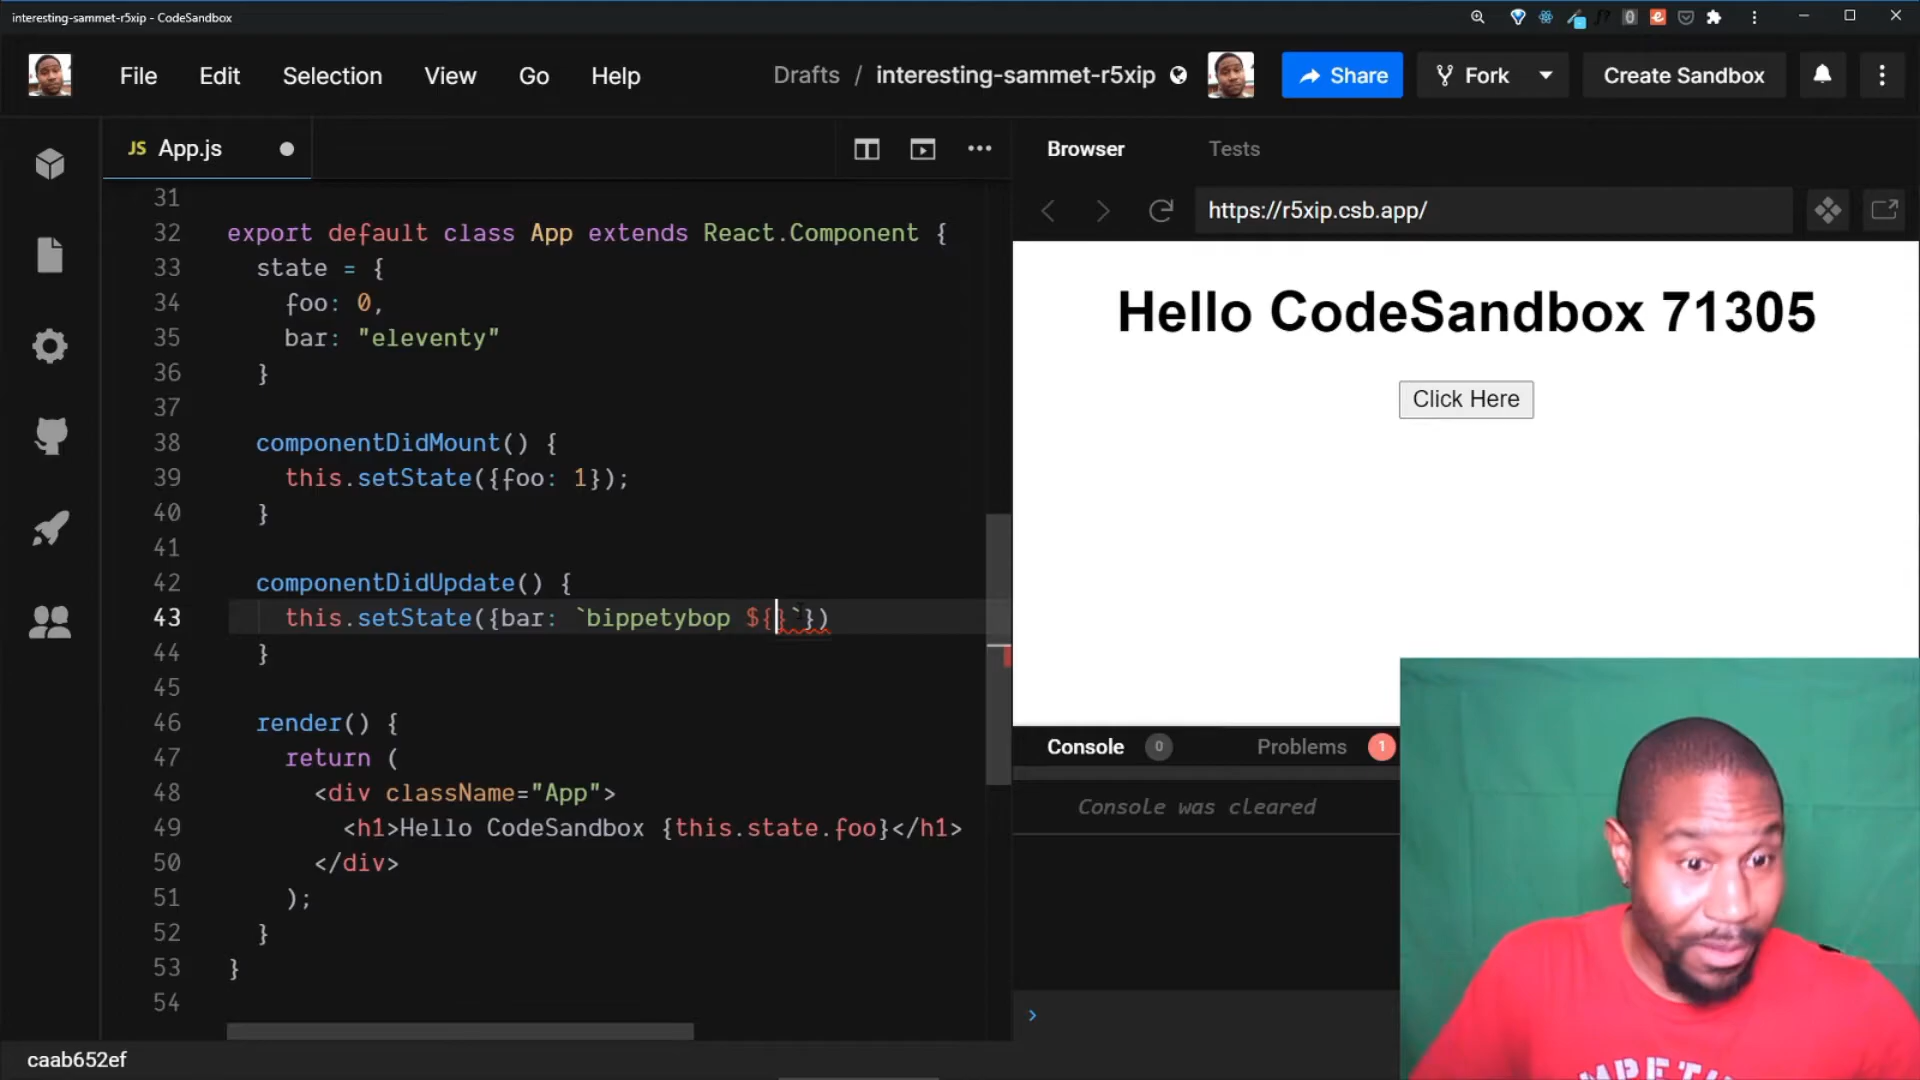 interesting-sammet-r5xip - CodeSandbox
File Edit Selection View Go Help
Drafts / interesting-sammet-r5xip
Share
Fork
Create Sandbox
JS App.js
Browser
Tests
https://r5xip.csb.app/
31
32 export default class App extends React.Component {
33 state = {
34 foo: 0,
35 bar: "eleventy"
36 }
37
38 componentDidMount() {
39 this.setState({foo: 1});
40 }
41
42 componentDidUpdate() {
43 this.setState({bar: `bippetybop ${}`})
44 }
45
46 render() {
47 return (
48 <div className="App">
49 <h1>Hello CodeSandbox {this.state.foo}</h1>
50 </div>
51 );
52 }
53 }
54
Hello CodeSandbox 71305
Click Here
Console 0
Problems 1
Console was cleared
caab652ef